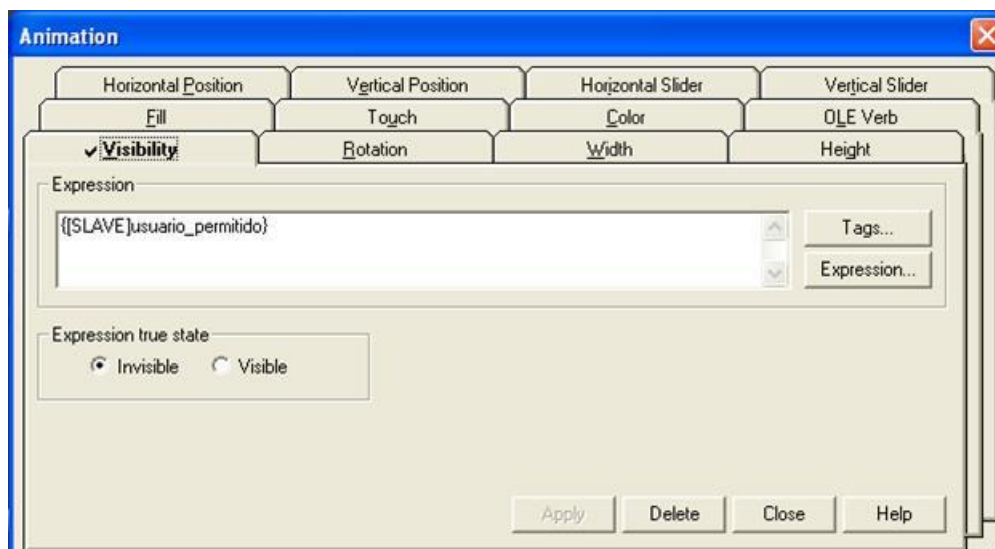 Animation
Horizontal Position Vertical Position Horizontal Slider Vertical Slider
Fill Touch Color OLE Verb
Visibility Rotation Width Height
Expression
{[SLAVE]usuario_permitido}
Tags...
Expression...
Expression true state
Invisible Visible
Apply Delete Close Help